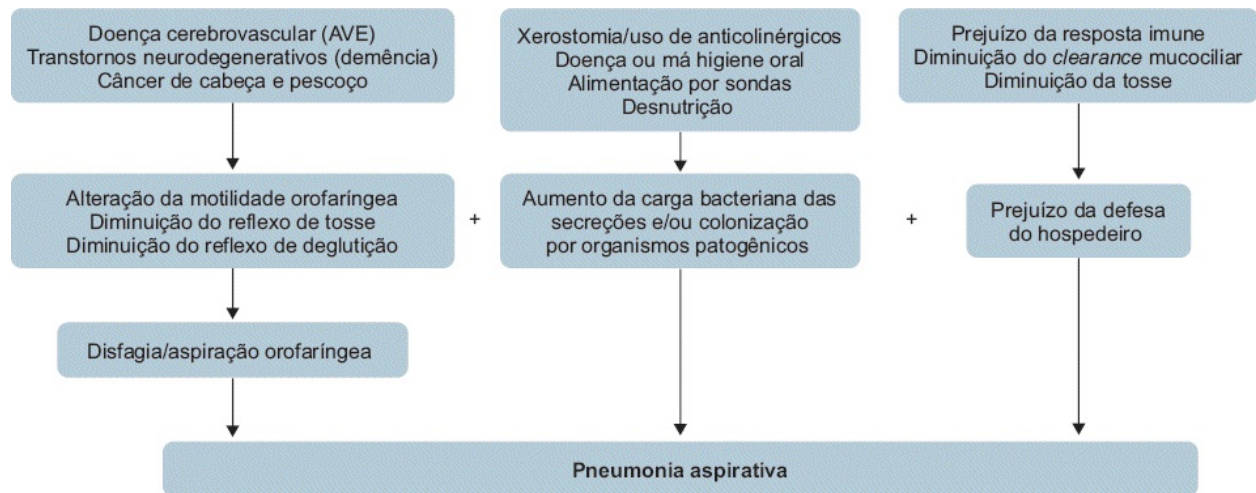 Doença cerebrovascular (AVE)
Transtornos neurodegenerativos (demência)
Câncer de cabeça e pescoço
Xerostomia/uso de anticolinérgicos
Doença ou má higiene oral
Alimentação por sondas
Desnutrição
Prejuízo da resposta imune
Diminuição do clearance mucociliar
Diminuição da tosse
Alteração da motilidade orofaríngea
Diminuição do reflexo de tosse
Diminuição do reflexo de deglutição
+
Aumento da carga bacteriana das
secreções e/ou colonização
por organismos patogênicos
+
Prejuízo da defesa
do hospedeiro
Disfagia/aspiração orofaríngea
Pneumonia aspirativa